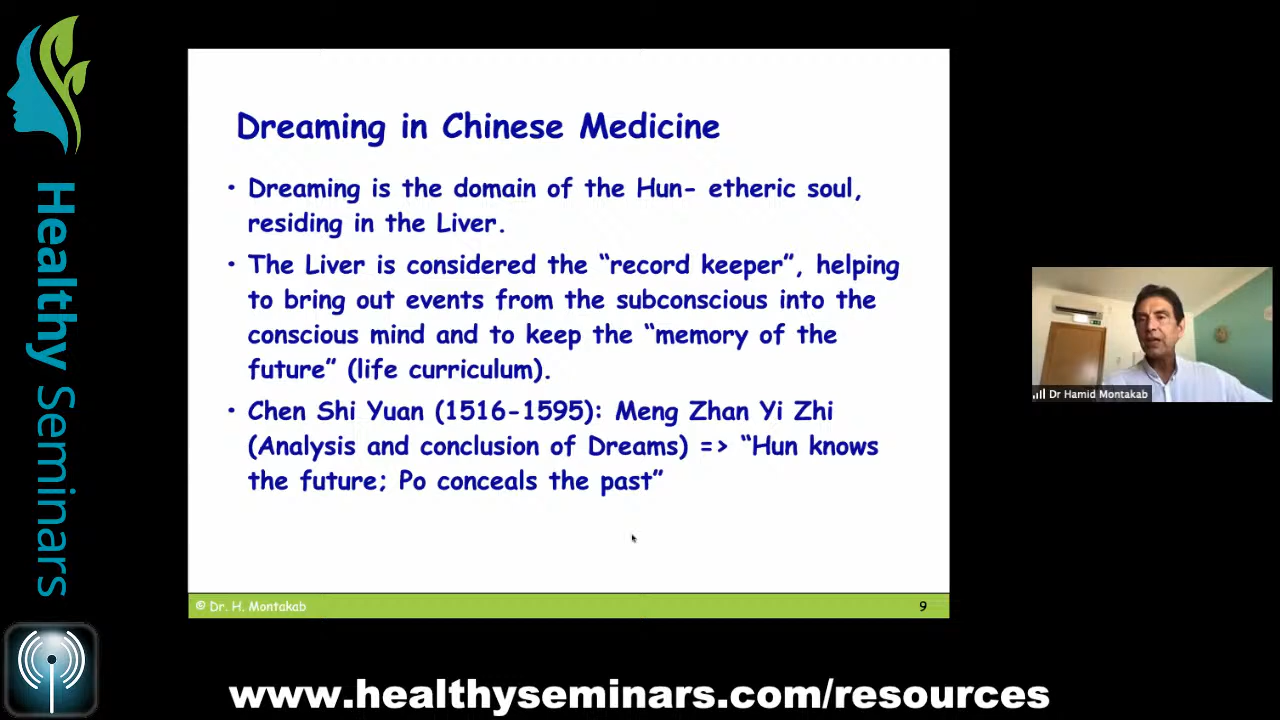 Healthy Seminars
Dreaming in Chinese Medicine
• Dreaming is the domain of the Hun- etheric soul,
residing in the Liver.
• The Liver is considered the “record keeper”, helping
to bring out events from the subconscious into the
conscious mind and to keep the “memory of the
future” (life curriculum).
• Chen Shi Yuan (1516-1595): Meng Zhan Yi Zhi
(Analysis and conclusion of Dreams) => “Hun knows
the future; Po conceals the past”
© Dr. H. Montakab
9
Dr Hamid Montakab
www.healthyseminars.com/resources